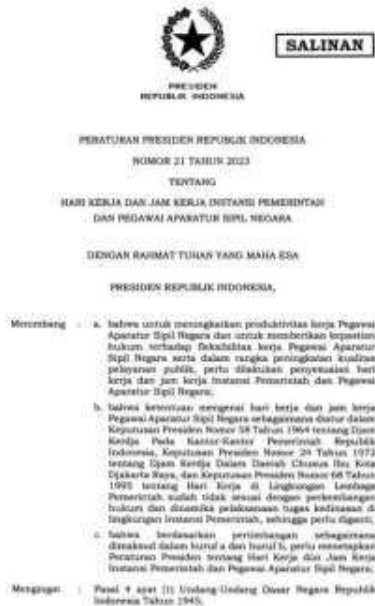 SALINAN
PRESIDEN
REPUBLIK INDONESIA
PERATURAN PRESIDEN REPUBLIK INDONESIA
NOMOR 21 TAHUN 2023
TENTANG
HARI KERJA DAN JAM KERJA INSTANSI PEMERINTAH
DAN PEGAWAI APARATUR SIPIL NEGARA
DENGAN RAHMAT TUHAN YANG MAHA ESA
PRESIDEN REPUBLIK INDONESIA,
Menimbang : a. bahwa untuk meningkatkan produktivitas kerja Pegawai
Aparatur Sipil Negara dan untuk memberikan kepastian
hukum terhadap fleksibilitas kerja Pegawai Aparatur
Sipil Negara serta dalam rangka peningkatan kualitas
pelayanan publik, perlu dilakukan penyesuaian hari
kerja dan jam kerja Instansi Pemerintah dan Pegawai
Aparatur Sipil Negara;
b. bahwa ketentuan mengenai hari kerja dan jam kerja
Pegawai Aparatur Sipil Negara sebagaimana diatur dalam
Keputusan Presiden Nomor 58 Tahun 1964 tentang Djam
Kerdja Pada Kantor-Kantor Pemerintah Republik
Indonesia, Keputusan Presiden Nomor 24 Tahun 1972
tentang Djam Kerdja Dalam Daerah Chusus Ibu Kota
Djakarta Raya, dan Keputusan Presiden Nomor 68 Tahun
1995 tentang Hari Kerja di Lingkungan Lembaga
Pemerintah sudah tidak sesuai dengan perkembangan
hukum dan dinamika pelaksanaan tugas kedinasan di
lingkungan Instansi Pemerintah, sehingga perlu diganti;
c. bahwa berdasarkan pertimbangan sebagaimana
dimaksud dalam huruf a dan huruf b, perlu menetapkan
Peraturan Presiden tentang Hari Kerja dan Jam Kerja
Instansi Pemerintah dan Pegawai Aparatur Sipil Negara;
Mengingat : Pasal 4 ayat (1) Undang-Undang Dasar Negara Republik
Indonesia Tahun 1945;